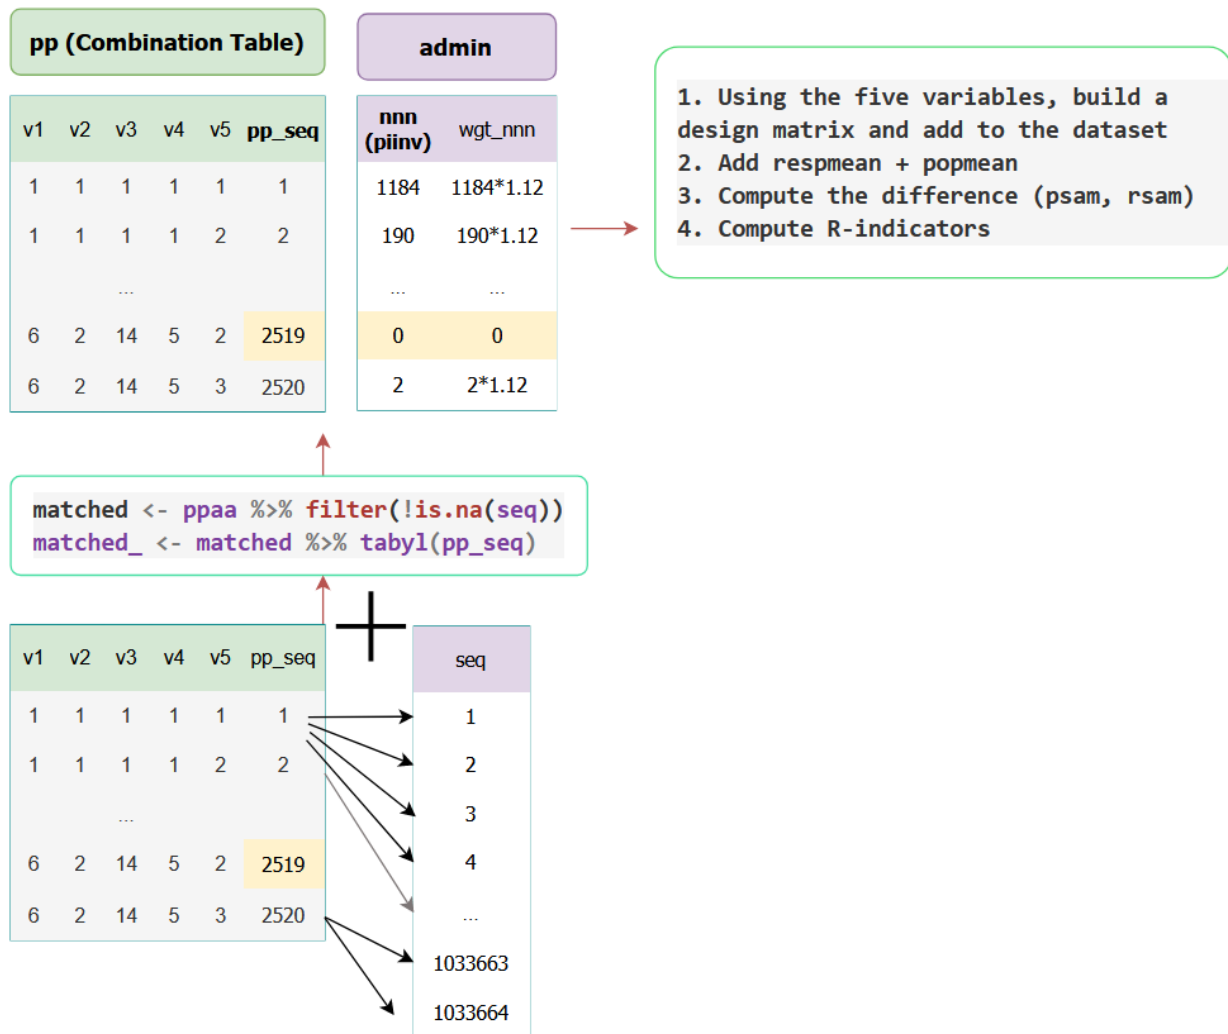 pp (Combination Table)
admin
v1 v2 v3 v4 v5 pp_seq
1 1 1 1 1 1
1 1 1 1 2 2
...
6 2 14 5 2 2519
6 2 14 5 3 2520
nnn
(piinv)
wgt_nnn
1184 1184*1.12
190 190*1.12
... ...
0 0
2 2*1.12
1. Using the five variables, build a
design matrix and add to the dataset
2. Add respmean + popmean
3. Compute the difference (psam, rsam)
4. Compute R-indicators
matched <- ppaa %>% filter(!is.na(seq))
matched_ <- matched %>% tabyl(pp_seq)
v1 v2 v3 v4 v5 pp_seq
1 1 1 1 1 1
1 1 1 1 2 2
...
6 2 14 5 2 2519
6 2 14 5 3 2520
seq
1
2
3
4
...
1033663
1033664